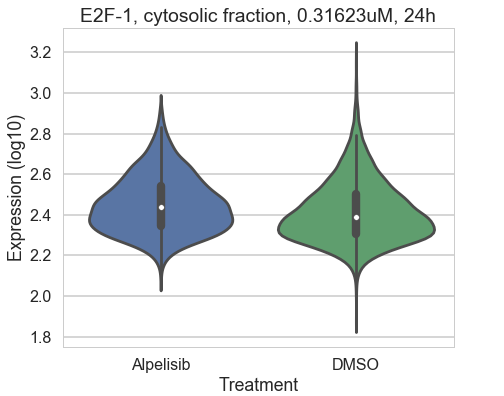 E2F-1, cytosolic fraction, 0.31623uM, 24h
Expression (log10)
3.2
3.0
2.8
2.6
2.4
2.2
2.0
1.8
Alpelisib DMSO
Treatment